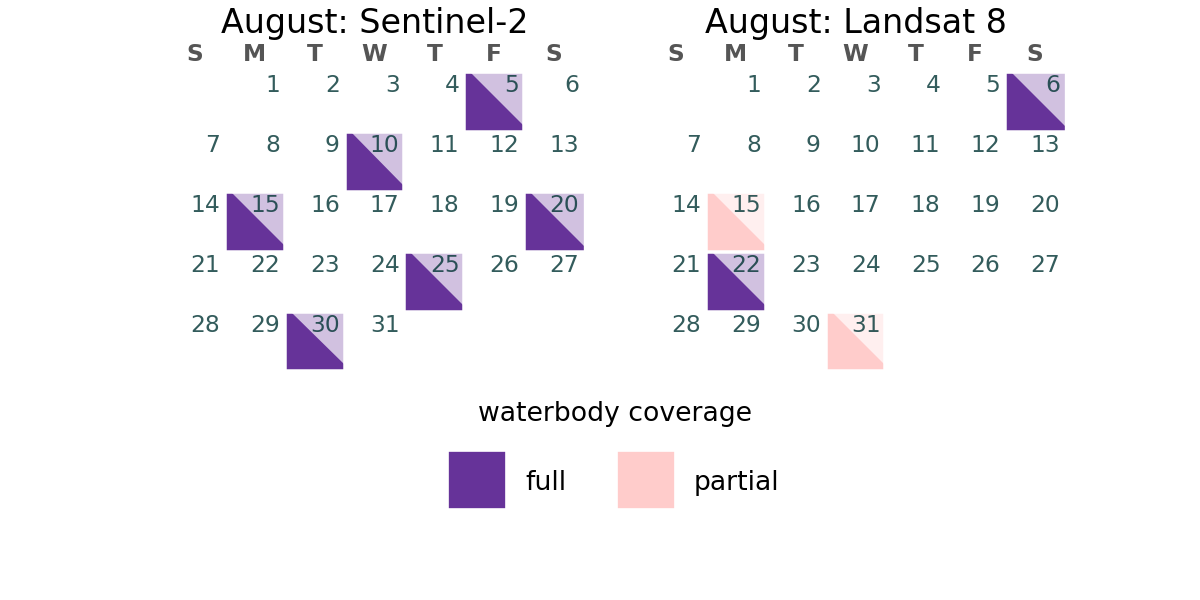 August: Sentinel-2
S M T W T F S
1 2 3 4 5 6
7 8 9 10 11 12 13
14 15 16 17 18 19 20
21 22 23 24 25 26 27
28 29 30 31
August: Landsat 8
S M T W T F S
1 2 3 4 5 6
7 8 9 10 11 12 13
14 15 16 17 18 19 20
21 22 23 24 25 26 27
28 29 30 31
waterbody coverage
full
partial